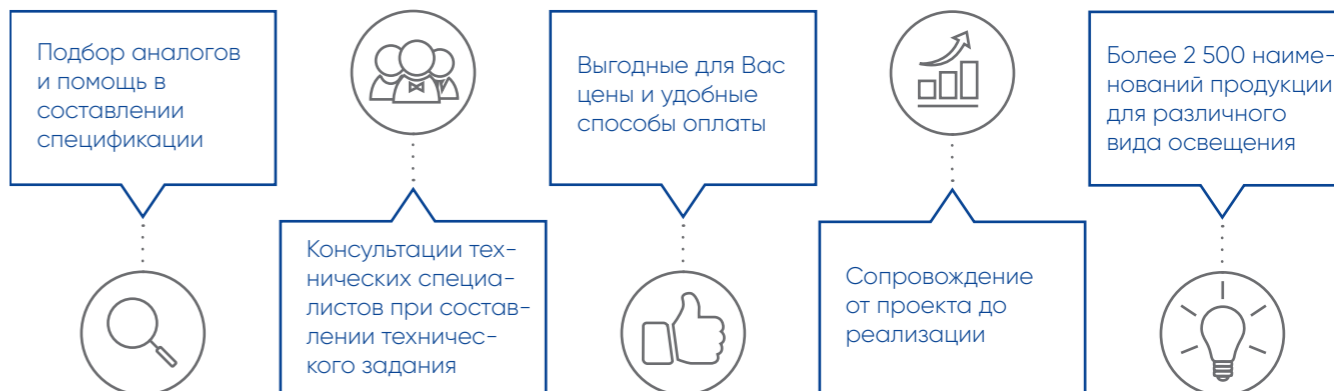 Подбор аналогов
и помощь в
составлении
спецификации
Консультации тех-
нических специа-
листов при состав-
лении техничес-
кого задания
Выгодные для Вас
цены и удобные
способы оплаты
Сопровождение
от проекта до
реализации
Более 2 500 наиме-
нований продукции
для различного
вида освещения